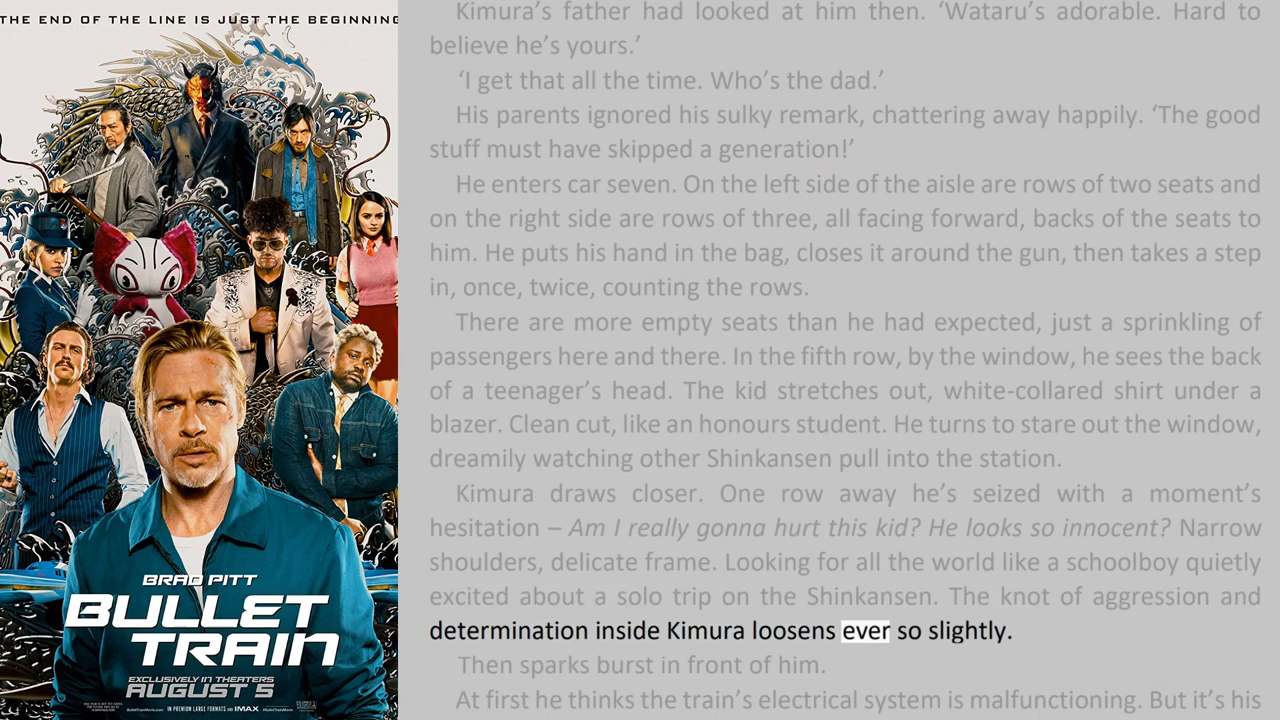 THE END OF THE LINE IS JUST THE BEGINNING
BRAD PITT
BULLET
TRAIN
EXCLUSIVELY IN THEATERS
AUGUST 5
BulletTrainMovie.com
IN PREMIUM LARGE FORMATS AND IMAX
#BulletTrainMovie
Kimura’s father had looked at him then. ‘Wataru’s adorable. Hard to
believe he’s yours.’
‘I get that all the time. Who’s the dad.’
His parents ignored his sulky remark, chattering away happily. ‘The good
stuff must have skipped a generation!’
He enters car seven. On the left side of the aisle are rows of two seats and
on the right side are rows of three, all facing forward, backs of the seats to
him. He puts his hand in the bag, closes it around the gun, then takes a step
in, once, twice, counting the rows.
There are more empty seats than he had expected, just a sprinkling of
passengers here and there. In the fifth row, by the window, he sees the back
of a teenager’s head. The kid stretches out, white-collared shirt under a
blazer. Clean cut, like an honours student. He turns to stare out the window,
dreamily watching other Shinkansen pull into the station.
Kimura draws closer. One row away he’s seized with a moment’s
hesitation – Am I really gonna hurt this kid? He looks so innocent? Narrow
shoulders, delicate frame. Looking for all the world like a schoolboy quietly
excited about a solo trip on the Shinkansen. The knot of aggression and
determination inside Kimura loosens ever so slightly.
Then sparks burst in front of him.
At first he thinks the train’s electrical system is malfunctioning. But it’s his